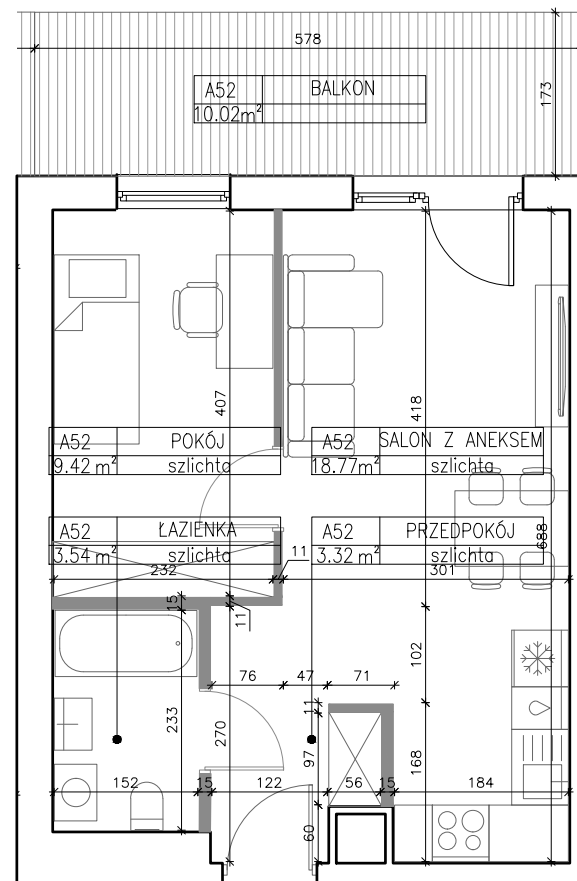 578
173
A52 BALKON
10.02m²
407
418
A52 POKÓJ
9.42 m² szlichta
A52 SALON Z ANEKSEM
18.77m² szlichta
A52 ŁAZIENKA
3.54 m² szlichta
A52 PRZEDPOKÓJ
3.32 m² szlichta
688
232
11
301
15
11
76
47
71
102
233
270
11
97
168
152
15
122
56
15
184
60